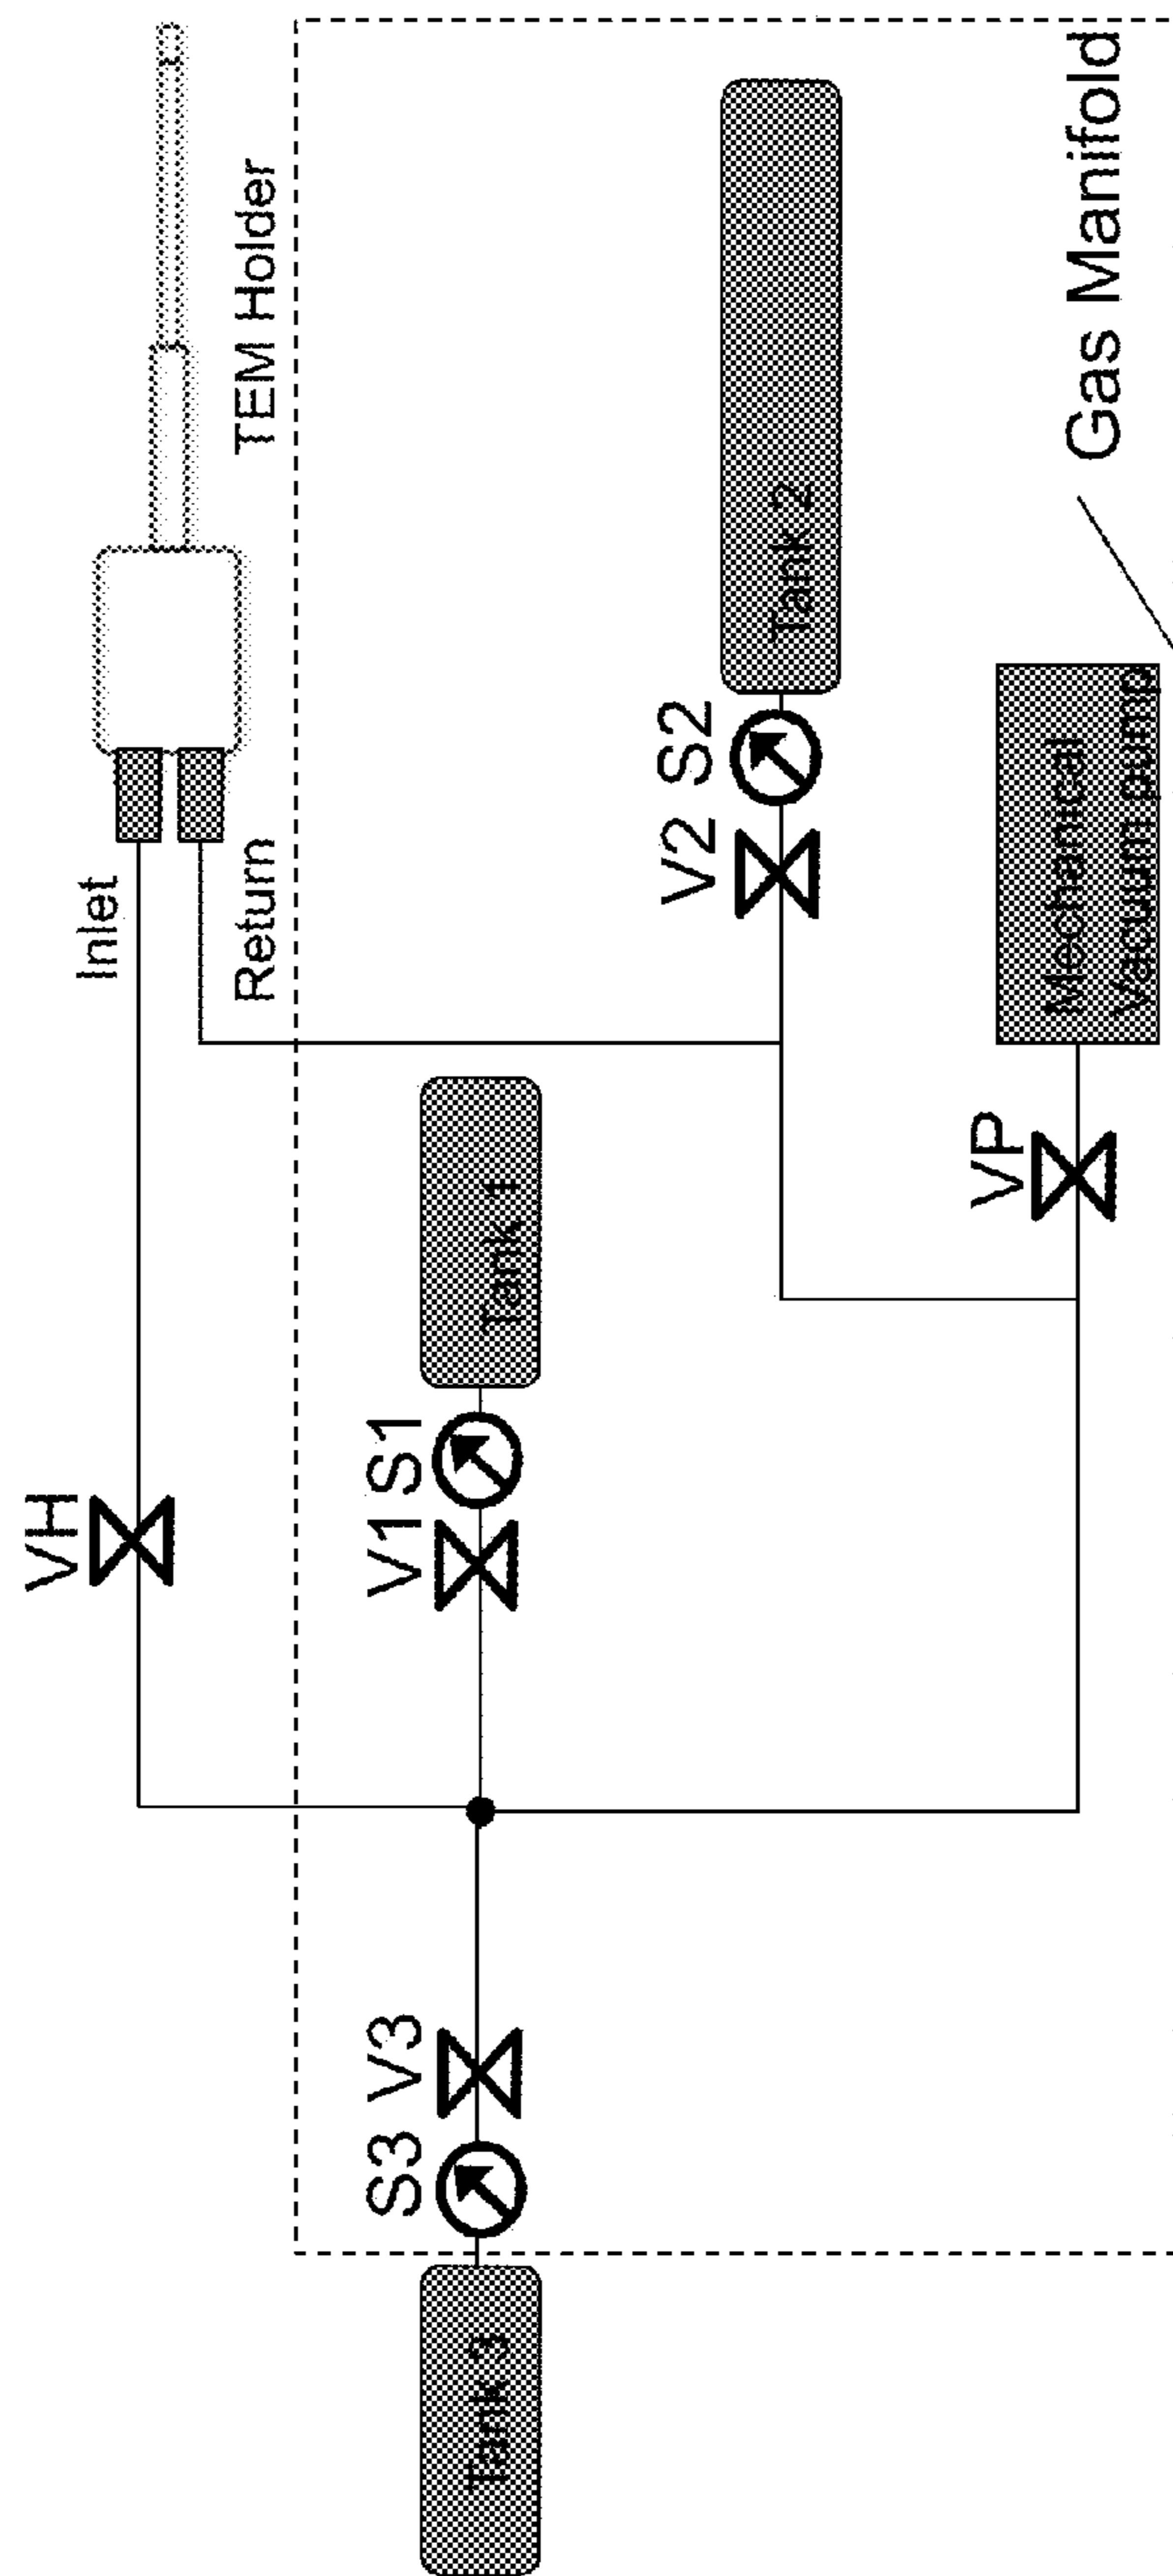 TEM Holder
Inlet
Return
VH
V1 S1
Tank 1
V2 S2
Tank 2
S3 V3
Tank 3
VP
Mechanical
Vacuum pump
Gas Manifold